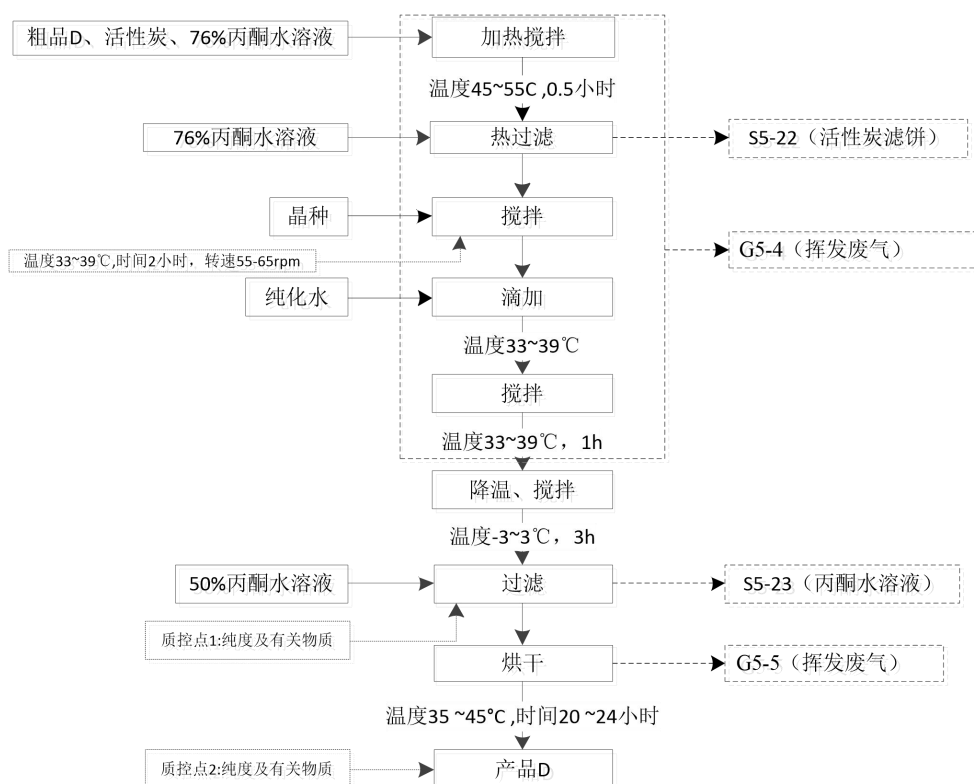 粗品D、活性炭、76%丙酮水溶液
加热搅拌
温度45~55C ,0.5小时
76%丙酮水溶液
热过滤
S5-22（活性炭滤饼）
晶种
搅拌
G5-4（挥发废气）
温度33~39℃,时间2小时，转速55-65rpm
纯化水
滴加
温度33~39℃
搅拌
温度33~39℃，1h
降温、搅拌
温度-3~3℃，3h
50%丙酮水溶液
过滤
S5-23（丙酮水溶液）
质控点1:纯度及有关物质
烘干
G5-5（挥发废气）
温度35 ~45°C ,时间20 ~24小时
质控点2:纯度及有关物质
产品D